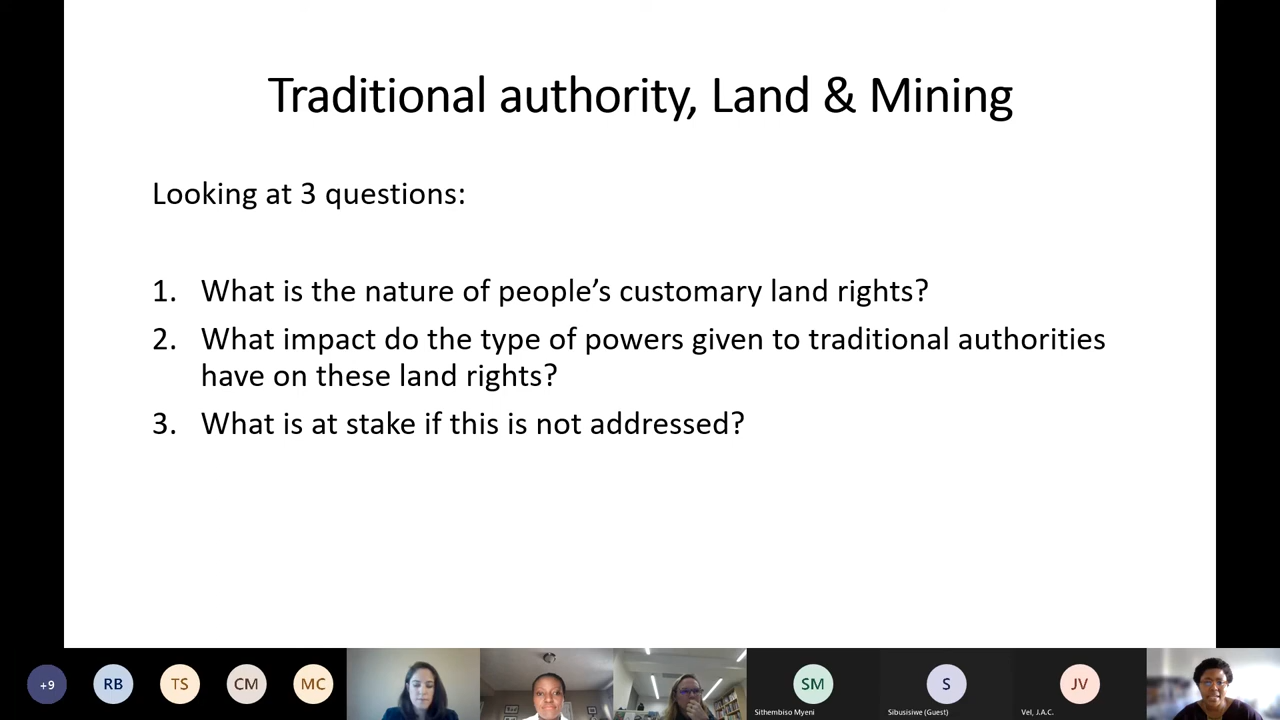 Traditional authority, Land & Mining
Looking at 3 questions:
1. What is the nature of people’s customary land rights?
2. What impact do the type of powers given to traditional authorities
have on these land rights?
3. What is at stake if this is not addressed?
+9
RB
TS
CM
MC
SM
Sithembiso Myeni
S
Sibusisiwe (Guest)
JV
Vel, J.A.C.